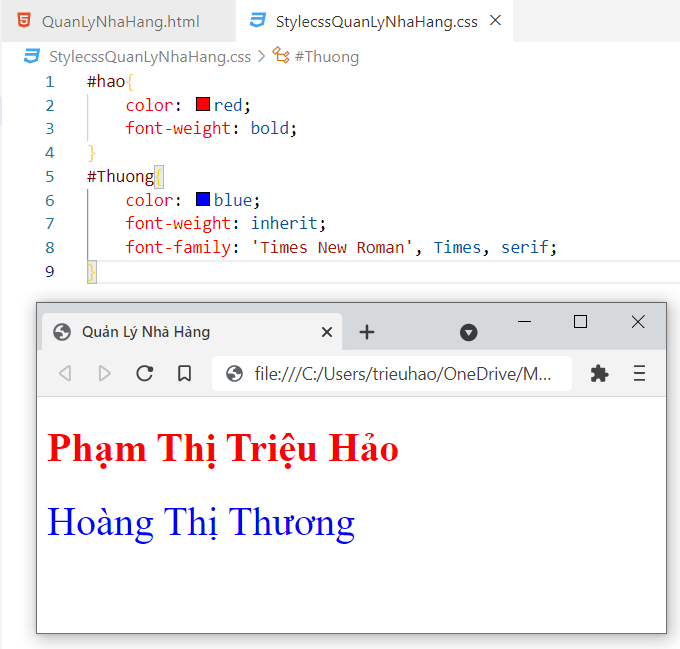 QuanLyNhaHang.html StylecssQuanLyNhaHang.css
StylecssQuanLyNhaHang.css > #Thuong
1 #hao{
2 color: red;
3 font-weight: bold;
4 }
5 #Thuong{
6 color: blue;
7 font-weight: inherit;
8 font-family: 'Times New Roman', Times, serif;
9 }
Quản Lý Nhà Hàng
file:///C:/Users/trieuhao/OneDrive/M...
Phạm Thị Triệu Hảo
Hoàng Thị Thương